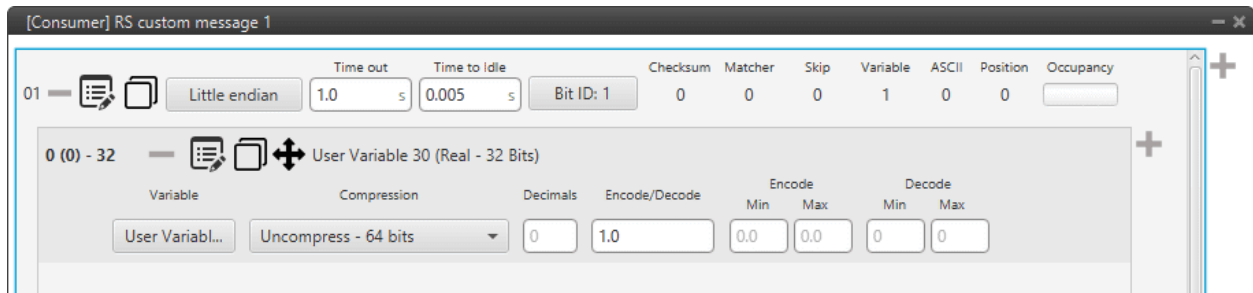 [Consumer] RS custom message 1
Time out Time to Idle Checksum Matcher Skip Variable ASCII Position Occupancy
01 Little endian 1.0 s 0.005 s Bit ID: 1 0 0 0 1 0 0
0 (0) - 32 User Variable 30 (Real - 32 Bits)
Variable Compression Decimals Encode/Decode Encode Decode
Min Max Min Max
User Variabl... Uncompress - 64 bits 0 1.0 0.0 0.0 0 0